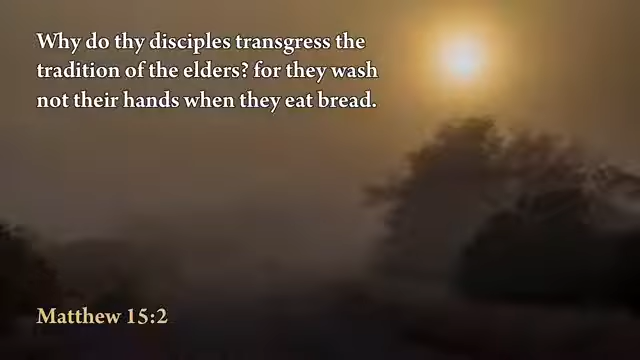 Why do thy disciples transgress the
tradition of the elders? for they wash
not their hands when they eat bread.
Matthew 15:2